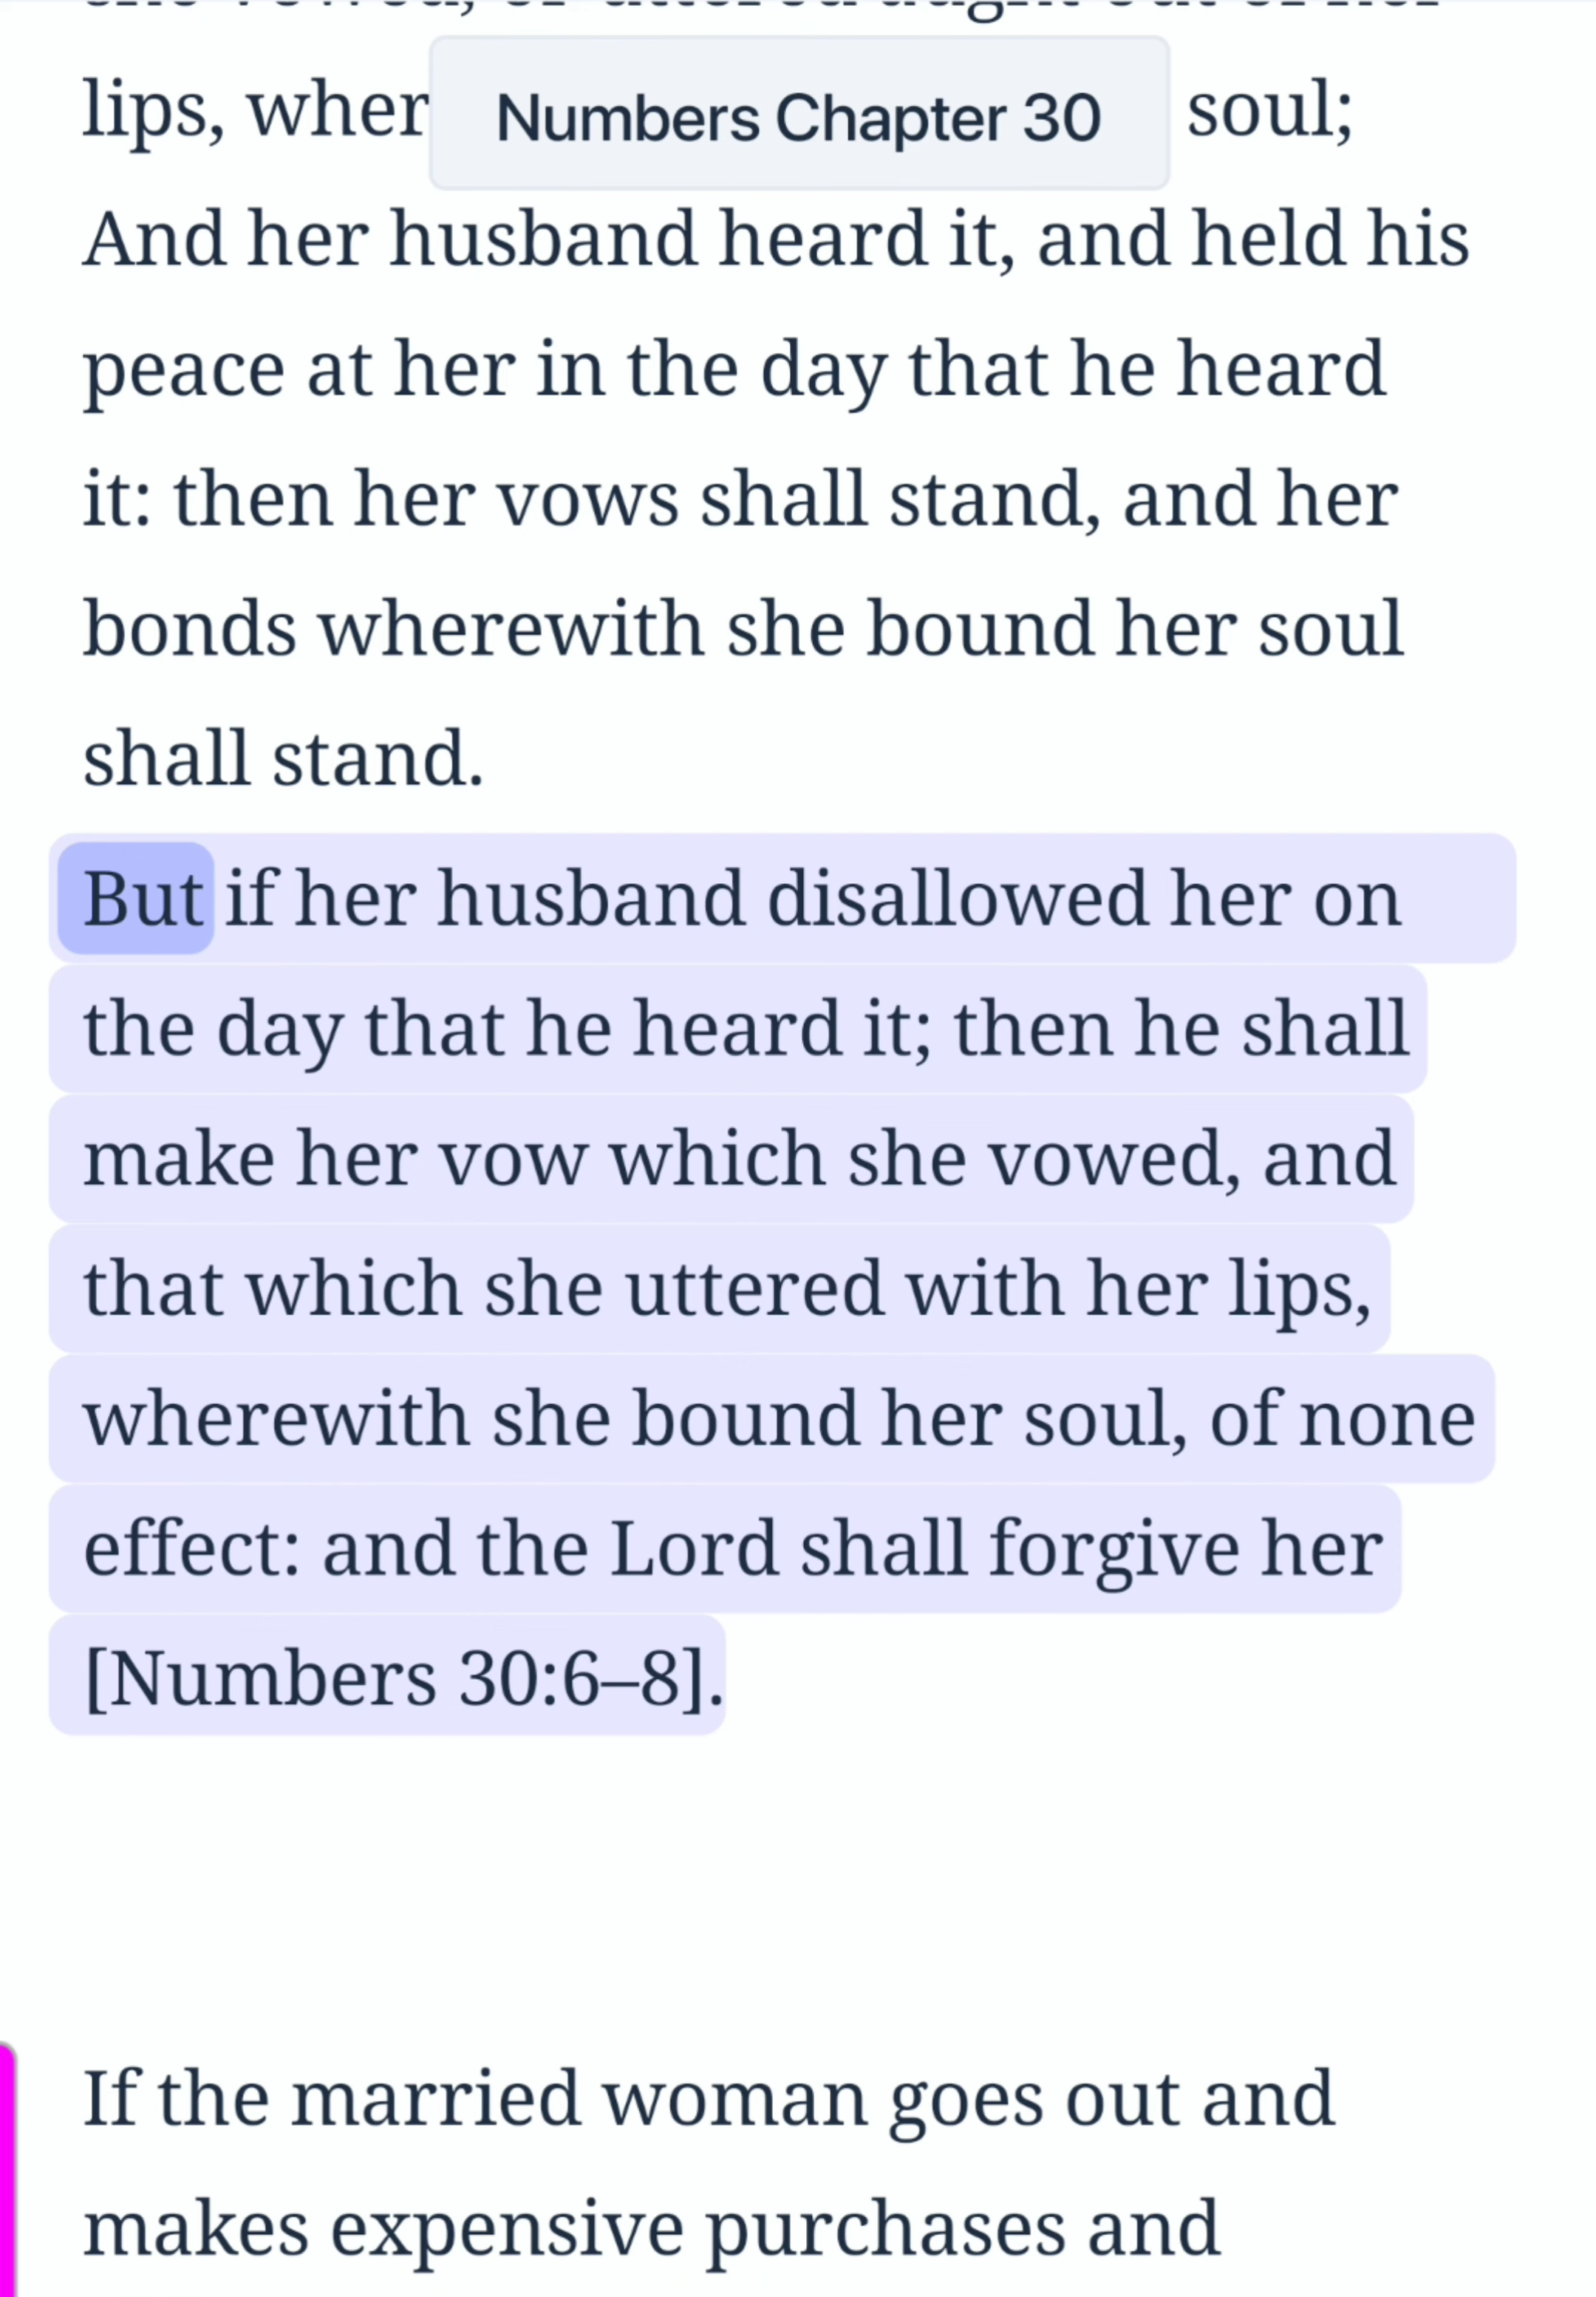 lips, wher
Numbers Chapter 30
soul;
And her husband heard it, and held his
peace at her in the day that he heard
it: then her vows shall stand, and her
bonds wherewith she bound her soul
shall stand.
But if her husband disallowed her on
the day that he heard it; then he shall
make her vow which she vowed, and
that which she uttered with her lips,
wherewith she bound her soul, of none
effect: and the Lord shall forgive her
[Numbers 30:6–8].
If the married woman goes out and
makes expensive purchases and